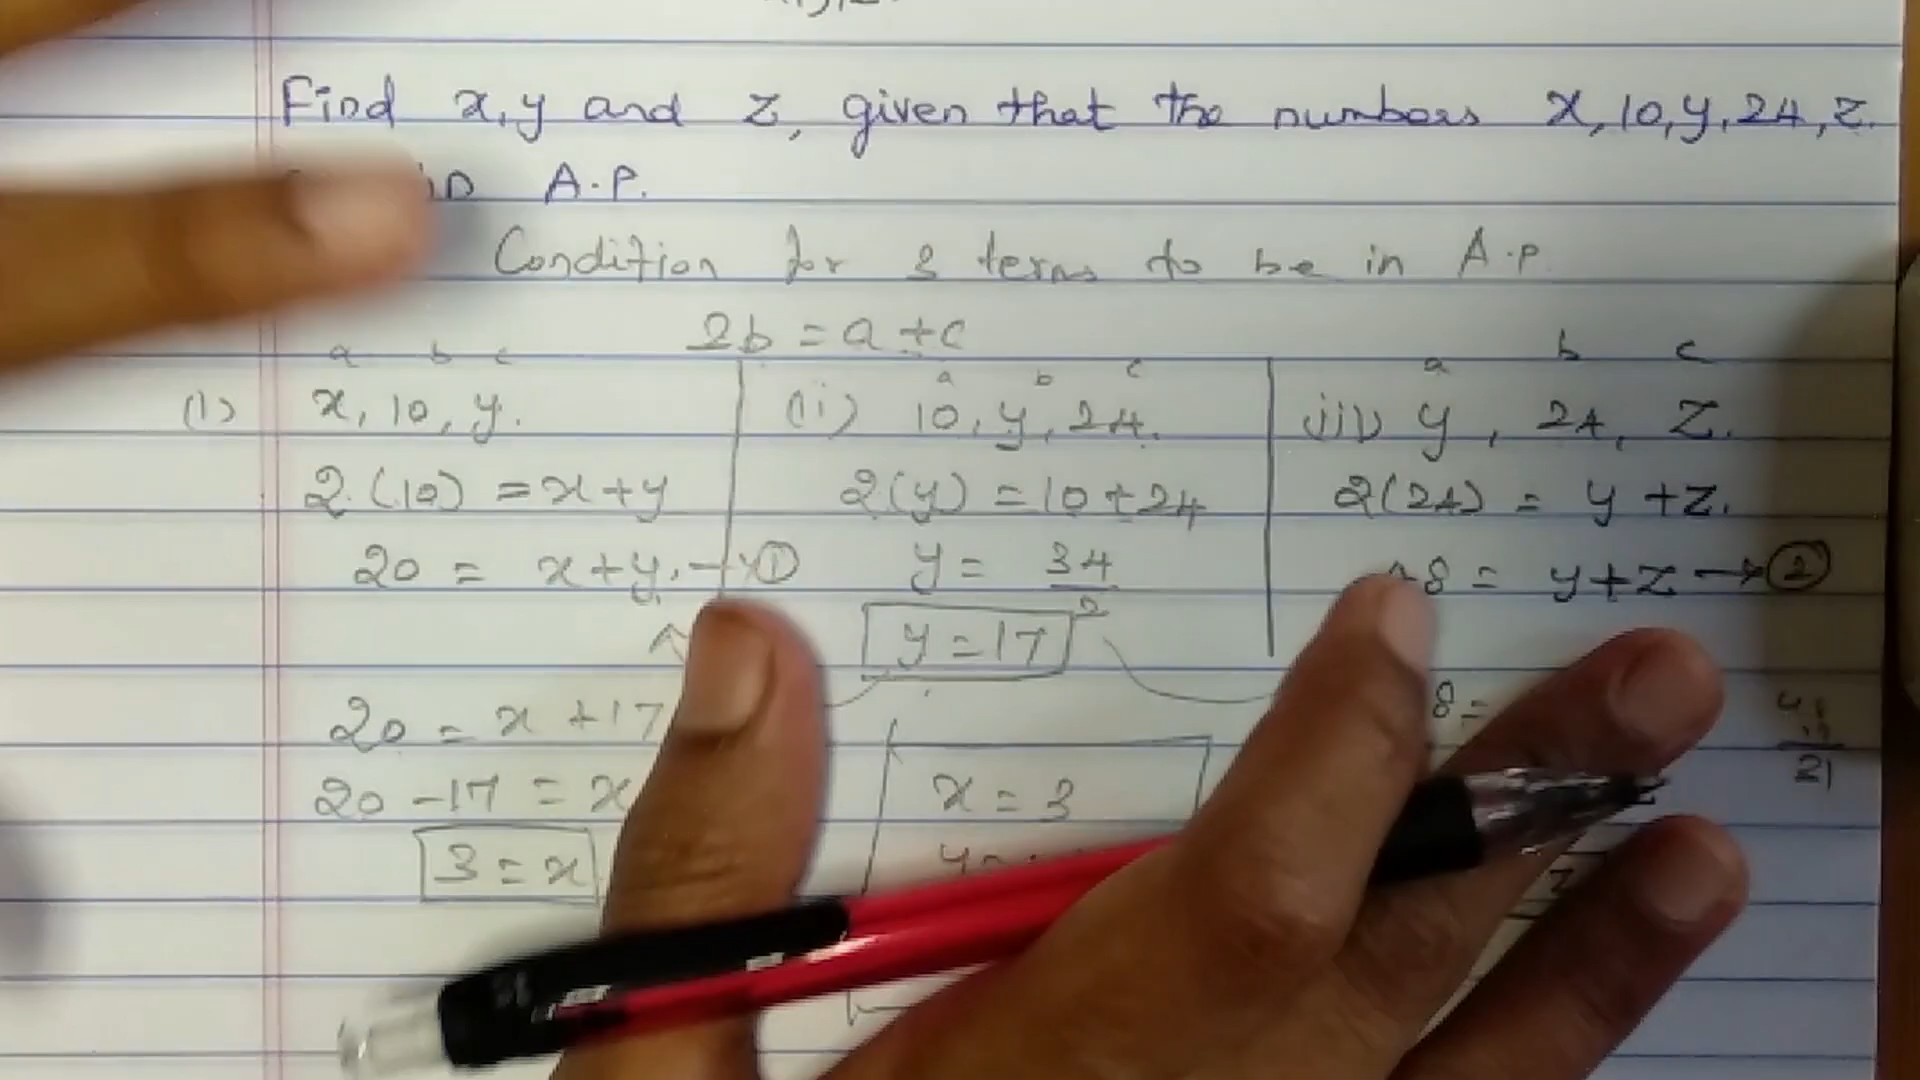 Find x, y and z, given that the numbers x, 10, y, 24, z.
in A.P.
Condition for 3 terms to be in A.P
2b = a + c
a b c
(i) x, 10, y.
2(10) = x + y
20 = x + y. → ①
20 = x + 17
20 - 17 = x
3 = x
a b c
(ii) 10, y, 24.
2(y) = 10 + 24
y = 34/2
y = 17
x = 3
a b c
iii) y, 24, z.
2(24) = y + z.
8 = y + z → ②
8 =
21